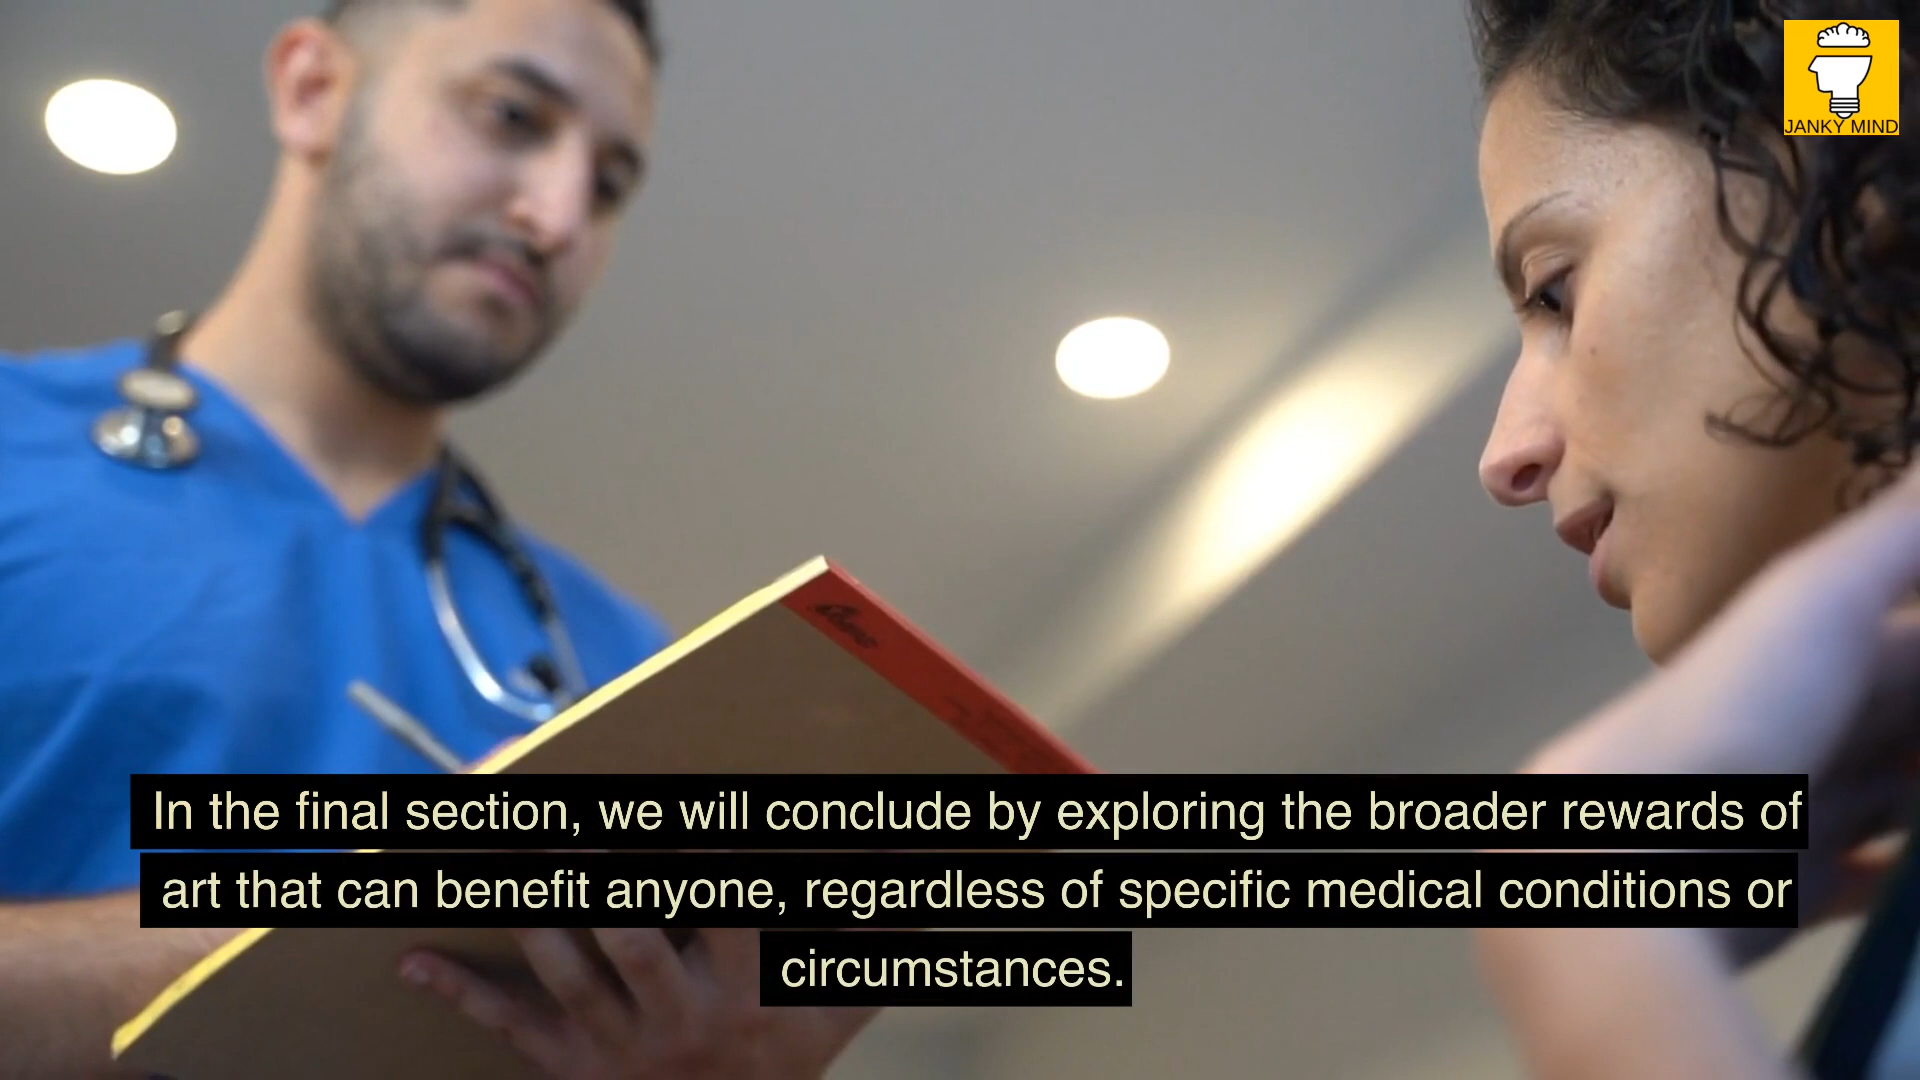 JANKY MIND
In the final section, we will conclude by exploring the broader rewards of
art that can benefit anyone, regardless of specific medical conditions or
circumstances.